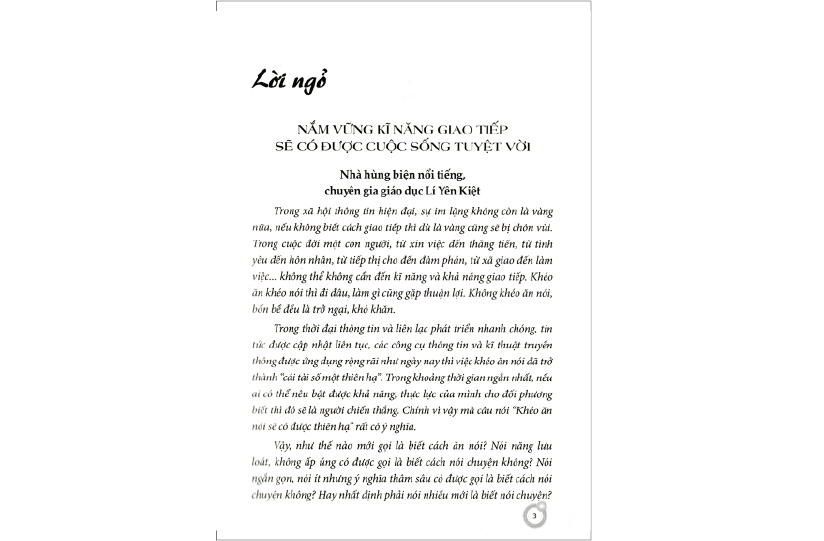 Lời ngỏ
NẮM VỮNG KĨ NĂNG GIAO TIẾP
SẼ CÓ ĐƯỢC CUỘC SỐNG TUYỆT VỜI
Nhà hùng biện nổi tiếng,
chuyên gia giáo dục Lí Yên Kiệt
Trong xã hội thông tin hiện đại, sự im lặng không còn là vàng
nữa, nếu không biết cách giao tiếp thì dù là vàng cũng sẽ bị chôn vùi.
Trong cuộc đời một con người, từ xin việc đến thăng tiến, từ tình
yêu đến hôn nhân, từ tiếp thị cho đến đàm phán, từ xã giao đến làm
việc... không thể không cần đến kĩ năng và khả năng giao tiếp. Khéo
ăn khéo nói thì đi đâu, làm gì cũng gặp thuận lợi. Không khéo ăn nói,
bốn bề đều là trở ngại, khó khăn.
Trong thời đại thông tin và liên lạc phát triển nhanh chóng, tin
tức được cập nhật liên tục, các công cụ thông tin và kĩ thuật truyền
thông được ứng dụng rộng rãi như ngày nay thì việc khéo ăn nói đã trở
thành "cái tài số một thiên hạ". Trong khoảng thời gian ngắn nhất, nếu
ai có thể nêu bật được khả năng, thực lực của mình cho đối phương
biết thì đó sẽ là người chiến thắng. Chính vì vậy mà câu nói "Khéo ăn
nói sẽ có được thiên hạ" rất có ý nghĩa.
Vậy, như thế nào mới gọi là biết cách ăn nói? Nói năng lưu
loát, không ấp úng có được gọi là biết cách nói chuyện không? Nói
ngắn gọn, nói ít nhưng ý nghĩa thâm sâu có được gọi là biết cách nói
chuyện không? Hay nhất định phải nói nhiều mới là biết nói chuyện?
3